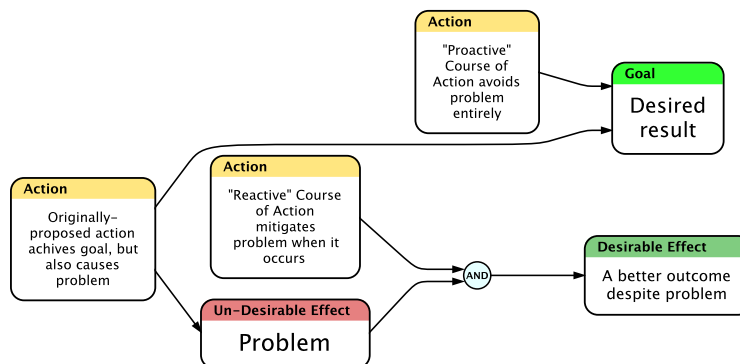 Action
"Proactive"
Course of
Action avoids
problem
entirely
Goal
Desired
result
Action
Originally-
proposed action
achives goal, but
also causes
problem
Action
"Reactive" Course
of Action
mitigates
problem when it
occurs
AND
Desirable Effect
A better outcome
despite problem
Un-Desirable Effect
Problem